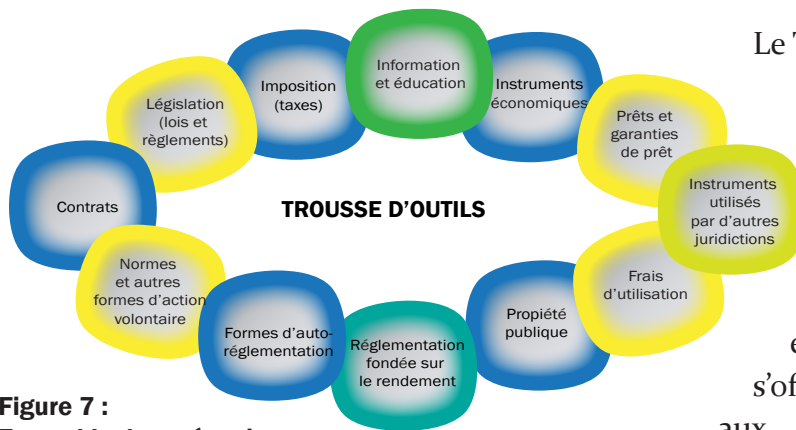 Information
et éducation
Imposition
(taxes)
Instruments
économiques
Législation
(lois et
règlements)
Prêts et
garanties
de prêt
Contrats
TROUSSE D’OUTILS
Instruments
utilisés
par d’autres
juridictions
Normes
et autres
formes d’action
volontaire
Frais
d’utilisation
Formes d’auto-
réglementation
Réglementation
fondée sur
le rendement
Propiété
publique
Figure 7 :
Le
s’of
aux